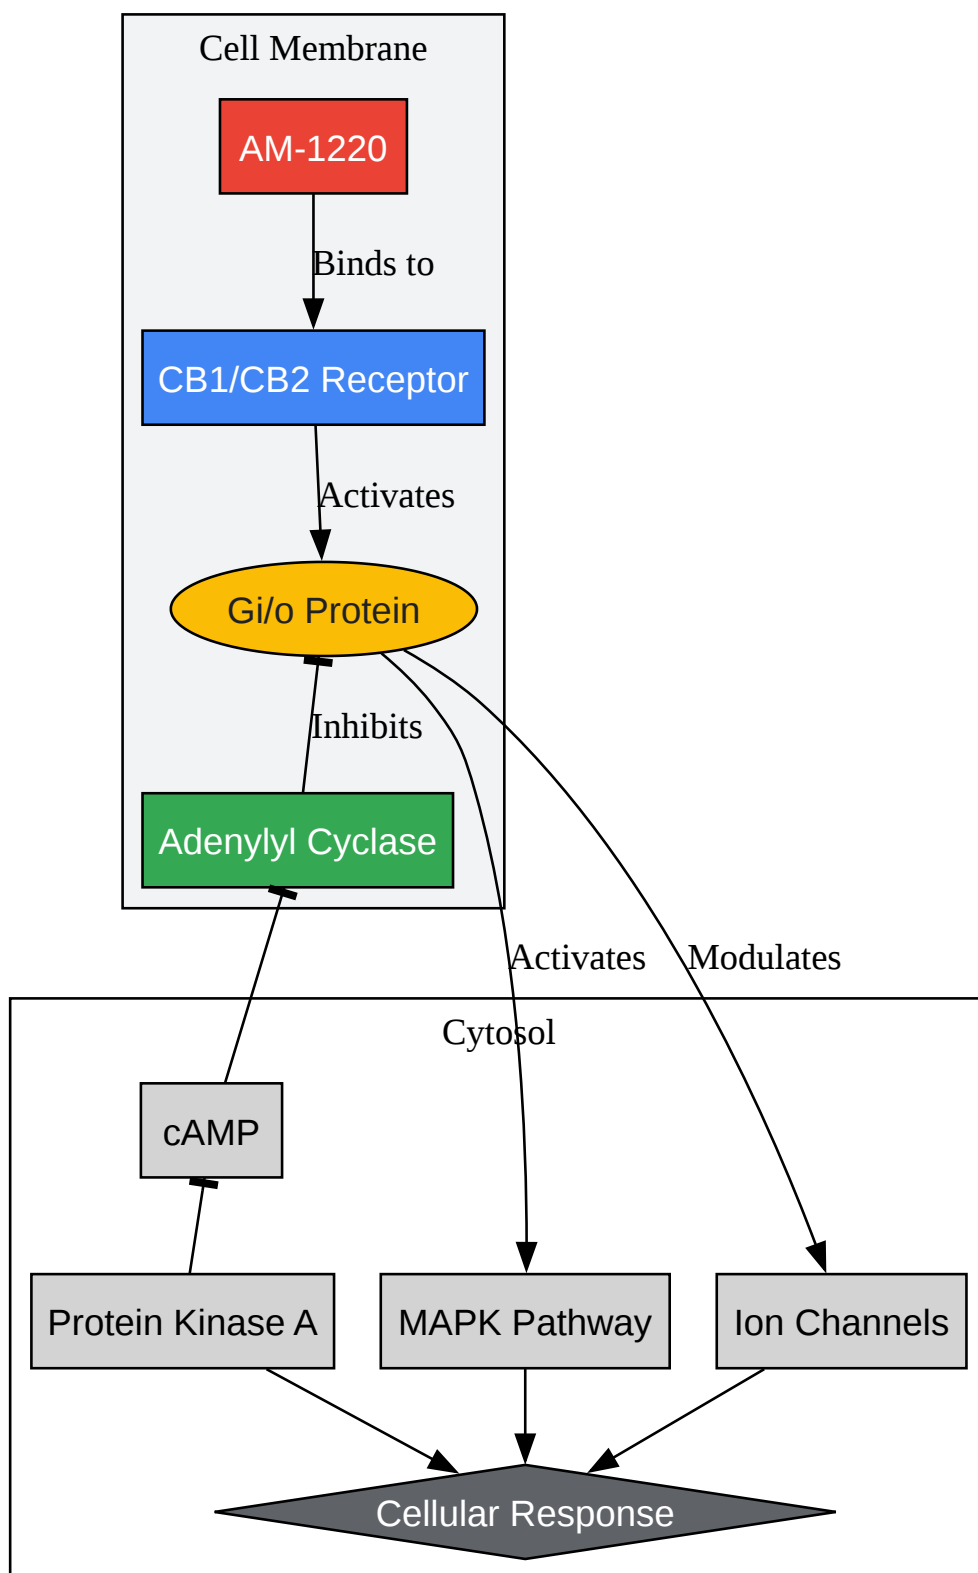 Cell Membrane
AM-1220
Binds to
CB1/CB2 Receptor
Activates
Gi/o Protein
Inhibits
Adenylyl Cyclase
Activates
Modulates
Cytosol
cAMP
Protein Kinase A
MAPK Pathway
Ion Channels
Cellular Response